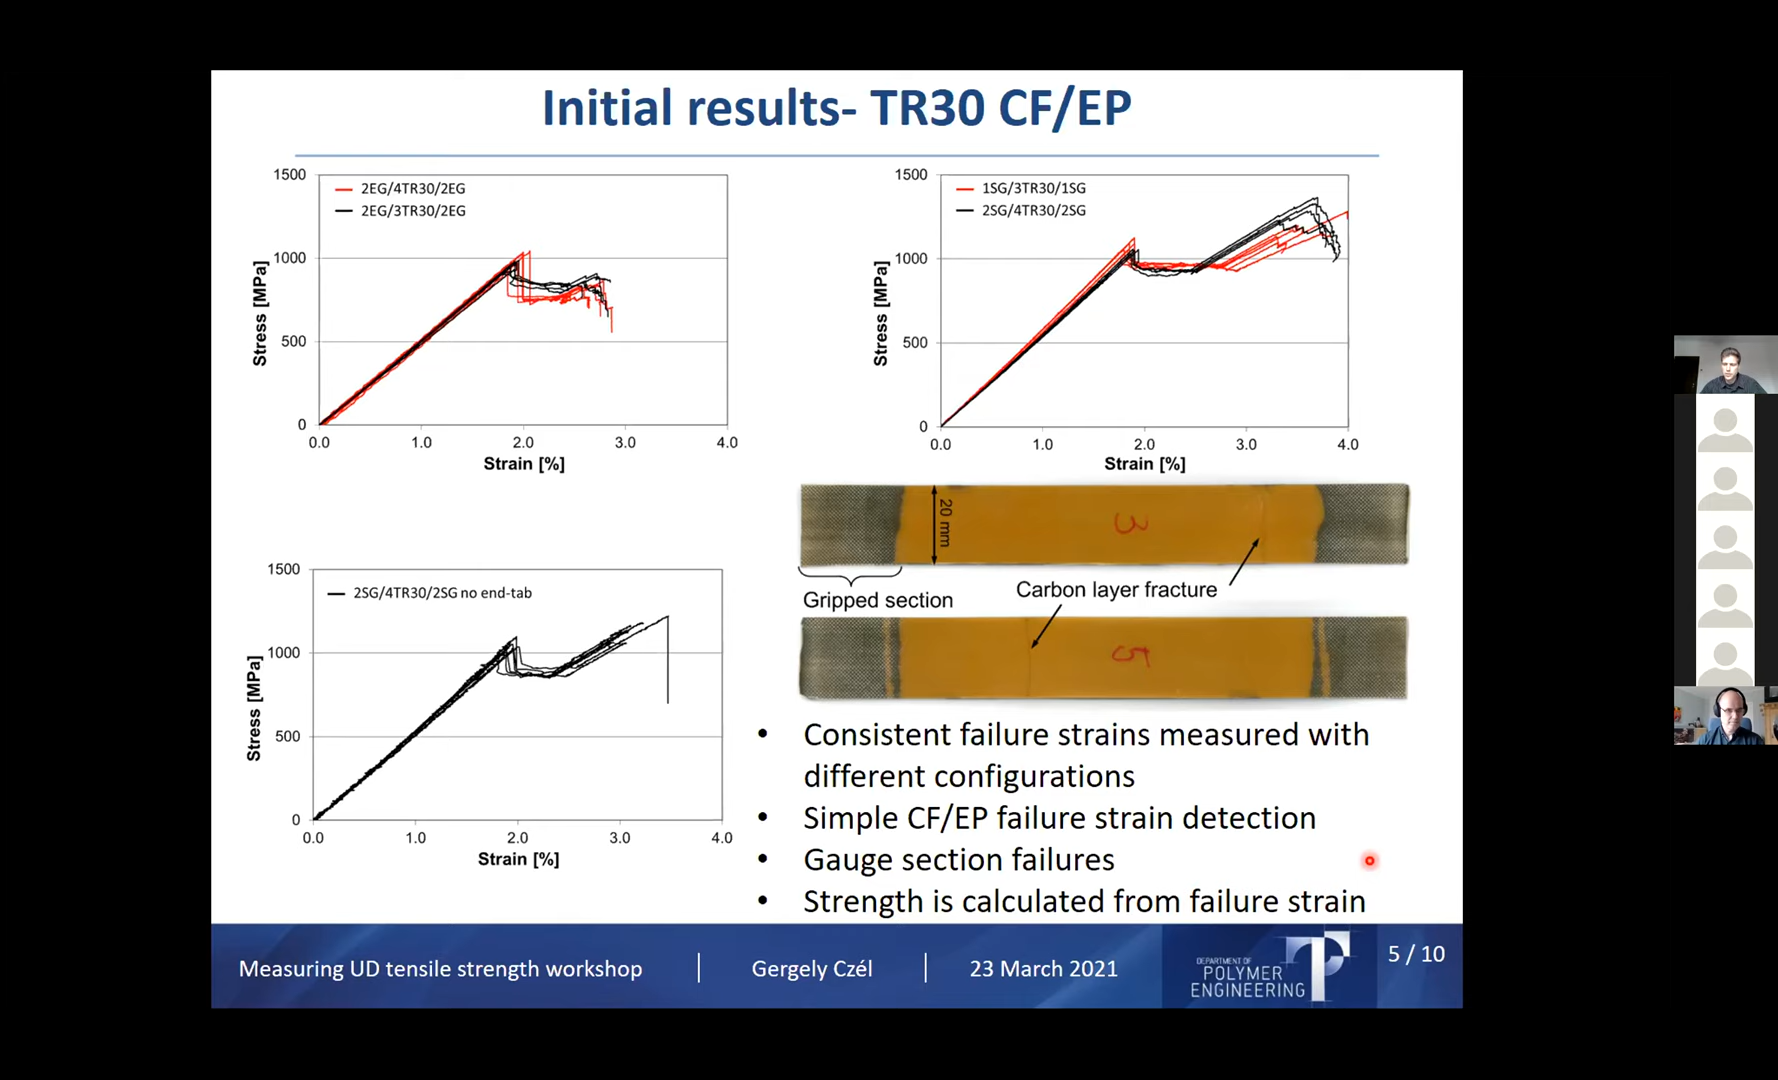 Initial results- TR30 CF/EP
1500
1000
500
0
Stress [MPa]
2EG/4TR30/2EG
2EG/3TR30/2EG
0.0 1.0 2.0 3.0 4.0
Strain [%]
1500
1000
500
0
Stress [MPa]
1SG/3TR30/1SG
2SG/4TR30/2SG
0.0 1.0 2.0 3.0 4.0
Strain [%]
1500
1000
500
0
Stress [MPa]
2SG/4TR30/2SG no end-tab
0.0 1.0 2.0 3.0 4.0
Strain [%]
3
20 mm
Gripped section
Carbon layer fracture
5
• Consistent failure strains measured with
different configurations
• Simple CF/EP failure strain detection
• Gauge section failures
• Strength is calculated from failure strain
Measuring UD tensile strength workshop
Gergely Czél
23 March 2021
DEPARTMENT OF
POLYMER
ENGINEERING
5 / 10